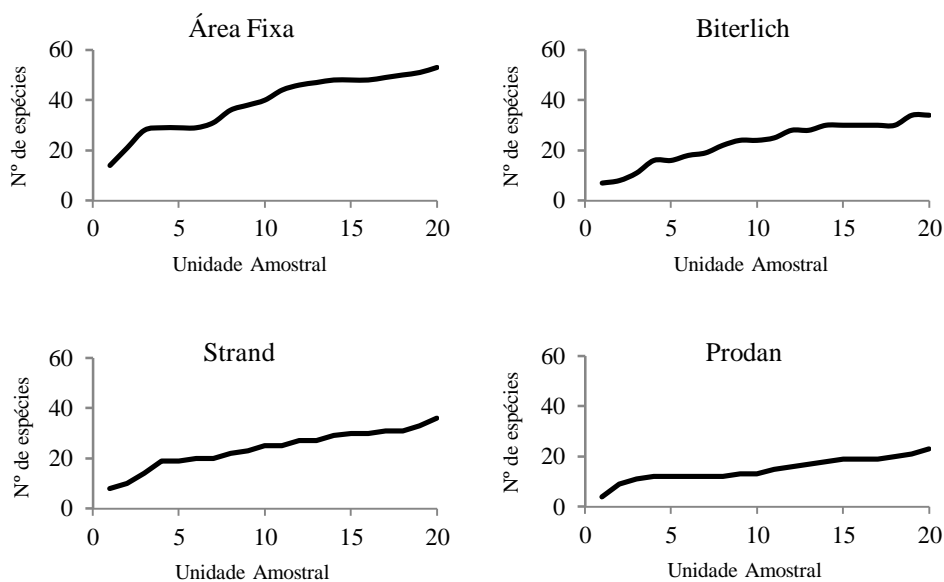 Área Fixa
Nº de espécies
60
40
20
0
0 5 10 15 20
Unidade Amostral
Biterlich
Nº de espécies
60
40
20
0
0 5 10 15 20
Unidade Amostral
Strand
Nº de espécies
60
40
20
0
0 5 10 15 20
Unidade Amostral
Prodan
Nº de espécies
60
40
20
0
0 5 10 15 20
Unidade Amostral